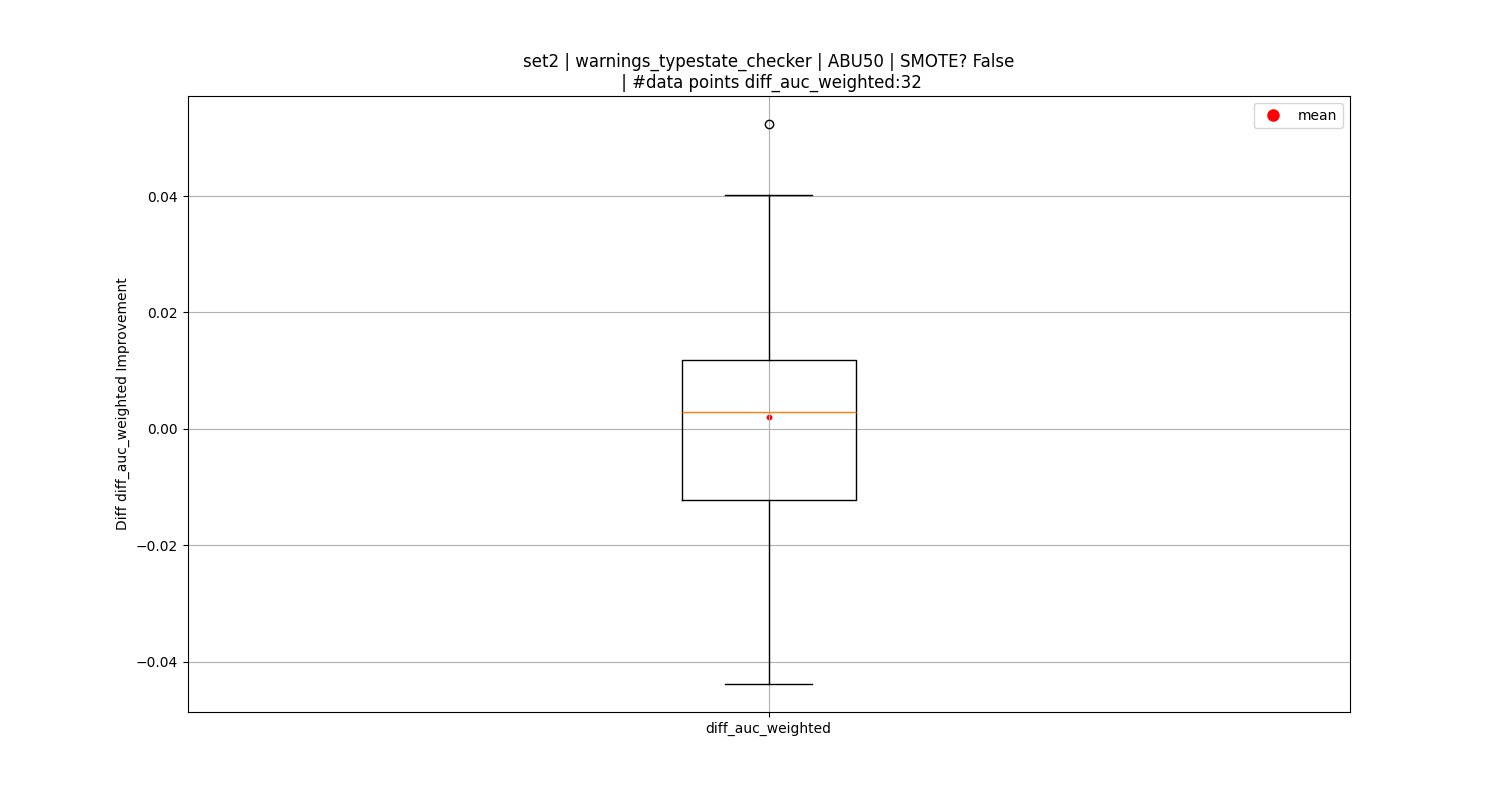 set2 | warnings_typestate_checker | ABU50 | SMOTE? False
| #data points diff_auc_weighted:32
mean
0.04
0.02
0.00
−0.02
−0.04
Diff diff_auc_weighted Improvement
diff_auc_weighted